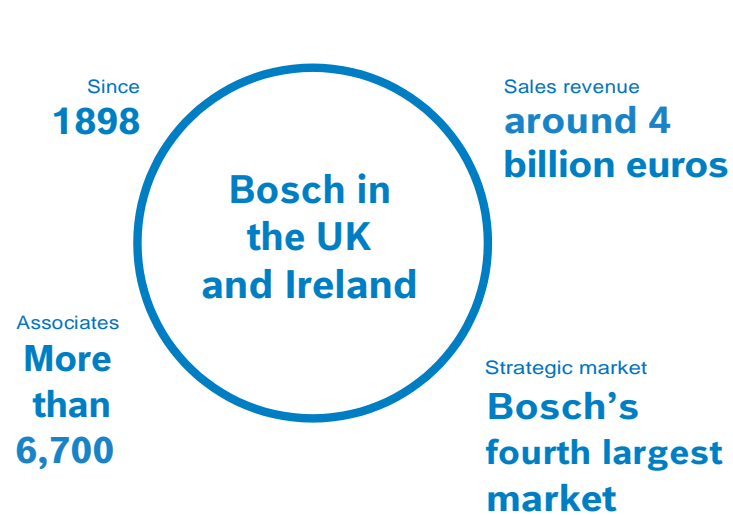 Since
1898
Sales revenue
around 4
billion euros
Bosch in
the UK
and Ireland
Associates
More
than
6,700
Strategic market
Bosch’s
fourth largest
market